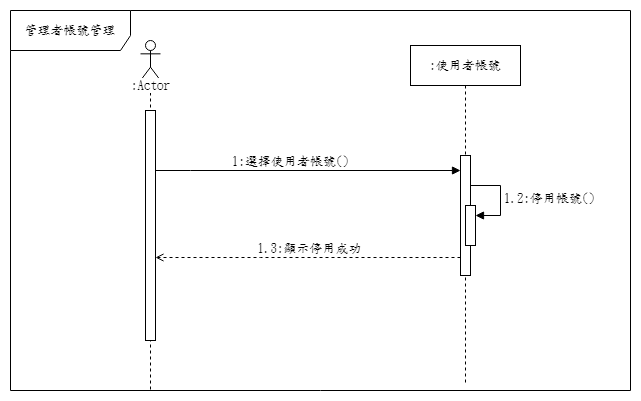 管理者帳號管理
:Actor
:使用者帳號
1:選擇使用者帳號()
1.2:停用帳號()
1.3:顯示停用成功